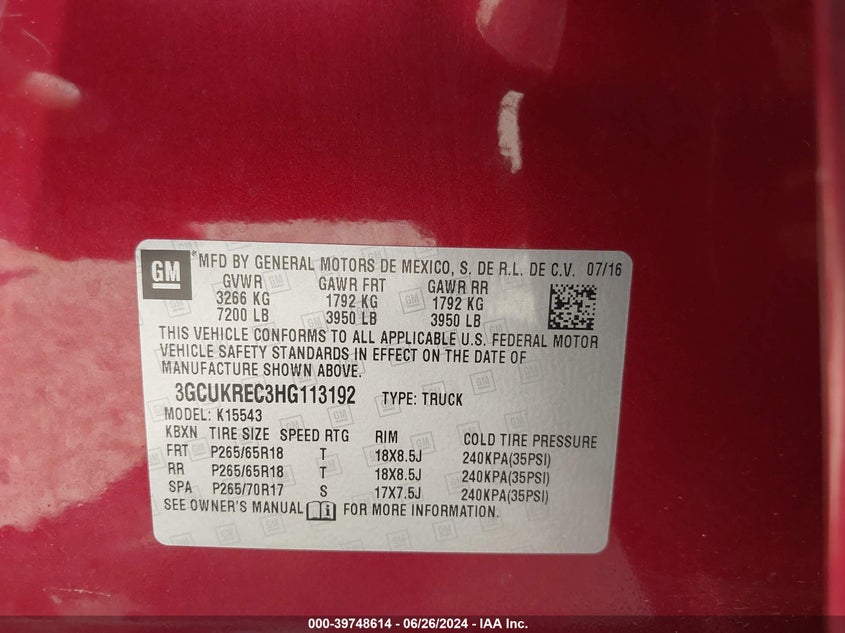 GM ® MFD BY GENERAL MOTORS DE MEXICO, S. DE R.L. DE C.V. 07/16
GVWR GAWR FRT GAWR RR
3266 KG 1792 KG 1792 KG
7200 LB 3950 LB 3950 LB
THIS VEHICLE CONFORMS TO ALL APPLICABLE U.S. FEDERAL MOTOR
VEHICLE SAFETY STANDARDS IN EFFECT ON THE DATE OF
MANUFACTURE SHOWN ABOVE.
3GCUKREC3HG113192 TYPE: TRUCK
MODEL: K15543
KBXN TIRE SIZE SPEED RTG RIM COLD TIRE PRESSURE
FRT P265/65R18 T 18X8.5J 240KPA(35PSI)
RR P265/65R18 T 18X8.5J 240KPA(35PSI)
SPA P265/70R17 S 17X7.5J 240KPA(35PSI)
SEE OWNER'S MANUAL FOR MORE INFORMATION.
000-39748614 - 06/26/2024 - IAA Inc.